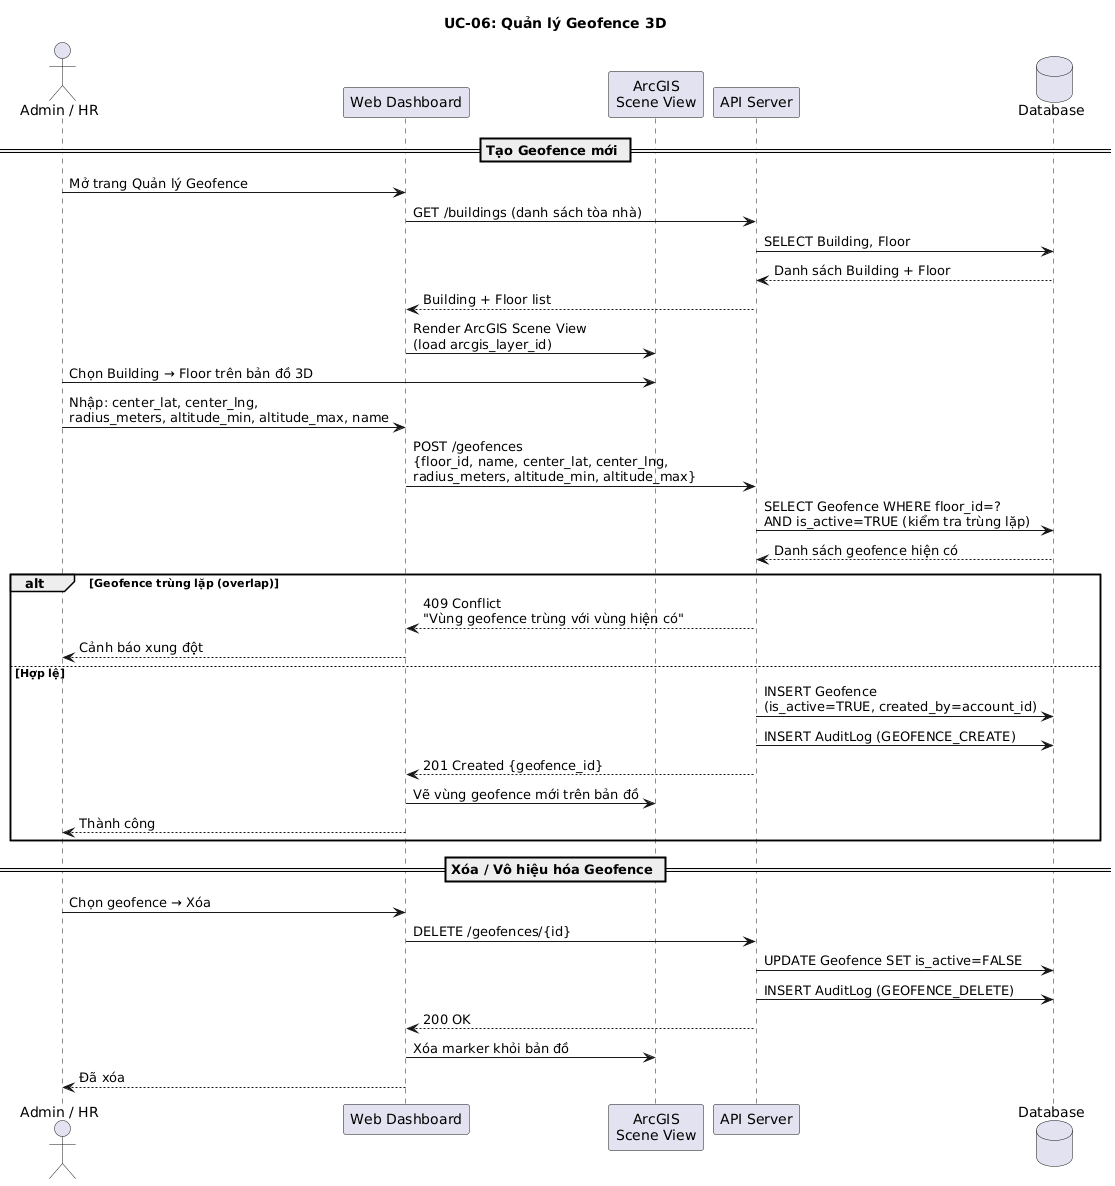 UC-06: Quản lý Geofence 3D
Admin / HR
Web Dashboard
ArcGIS
Scene View
API Server
Database
Tạo Geofence mới
Mở trang Quản lý Geofence
GET /buildings (danh sách tòa nhà)
SELECT Building, Floor
Danh sách Building + Floor
Building + Floor list
Render ArcGIS Scene View
(load arcgis_layer_id)
Chọn Building → Floor trên bản đồ 3D
Nhập: center_lat, center_lng,
radius_meters, altitude_min, altitude_max, name
POST /geofences
{floor_id, name, center_lat, center_lng,
radius_meters, altitude_min, altitude_max}
SELECT Geofence WHERE floor_id=?
AND is_active=TRUE (kiểm tra trùng lặp)
Danh sách geofence hiện có
alt
[Geofence trùng lặp (overlap)]
409 Conflict
"Vùng geofence trùng với vùng hiện có"
Cảnh báo xung đột
[Hợp lệ]
INSERT Geofence
(is_active=TRUE, created_by=account_id)
INSERT AuditLog (GEOFENCE_CREATE)
201 Created {geofence_id}
Vẽ vùng geofence mới trên bản đồ
Thành công
Xóa / Vô hiệu hóa Geofence
Chọn geofence → Xóa
DELETE /geofences/{id}
UPDATE Geofence SET is_active=FALSE
INSERT AuditLog (GEOFENCE_DELETE)
200 OK
Xóa marker khỏi bản đồ
Đã xóa
Admin / HR
Web Dashboard
ArcGIS
Scene View
API Server
Database